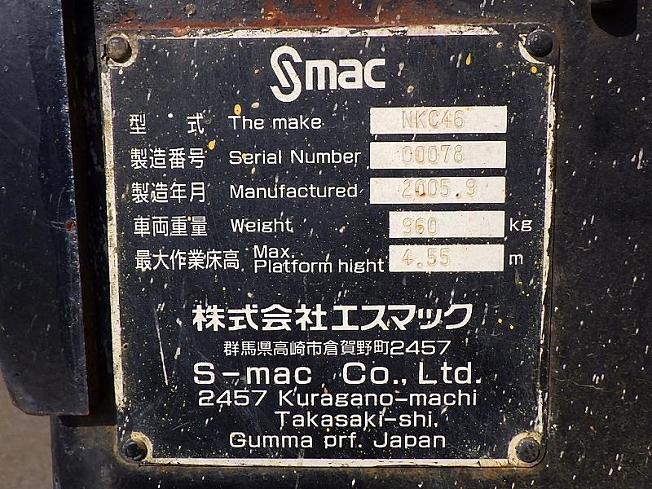 Smac
型式 The make NKC46
製造番号 Serial Number 00078
製造年月 Manufactured 2005.9
車両重量 Weight 960 kg
最大作業床高 Max. Platform hight 4.55 m
株式会社エスマック
群馬県高崎市倉賀野町2457
S-mac Co.,Ltd.
2457 Kuragano-machi
Takasaki-shi,
Gumma prf. Japan